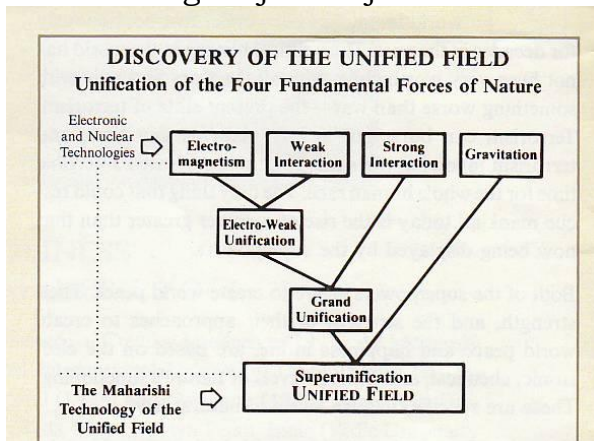 DISCOVERY OF THE UNIFIED FIELD
Unification of the Four Fundamental Forces of Nature
Electronic
and Nuclear
Technologies
Electro-
magnetism
Weak
Interaction
Strong
Interaction
Gravitation
Electro-Weak
Unification
Grand
Unification
Superunification
UNIFIED FIELD
The Maharishi
Technology of the
Unified Field